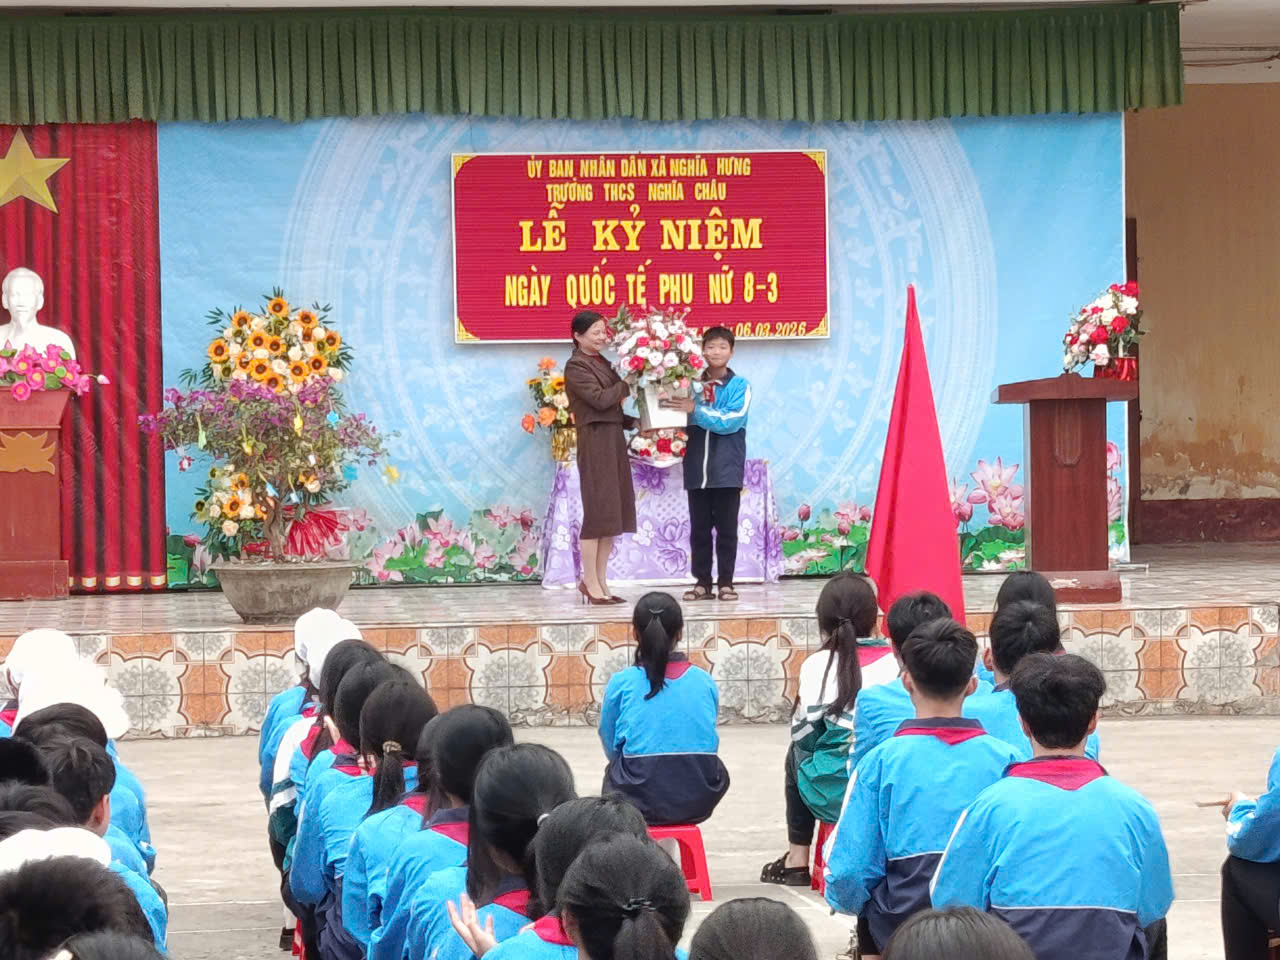 ỦY BAN NHÂN DÂN XÃ NGHĨA HƯNG
TRƯỜNG THCS NGHĨA CHÂU
LỄ KỶ NIỆM
NGÀY QUỐC TẾ PHỤ NỮ 8-3
06.03.2026